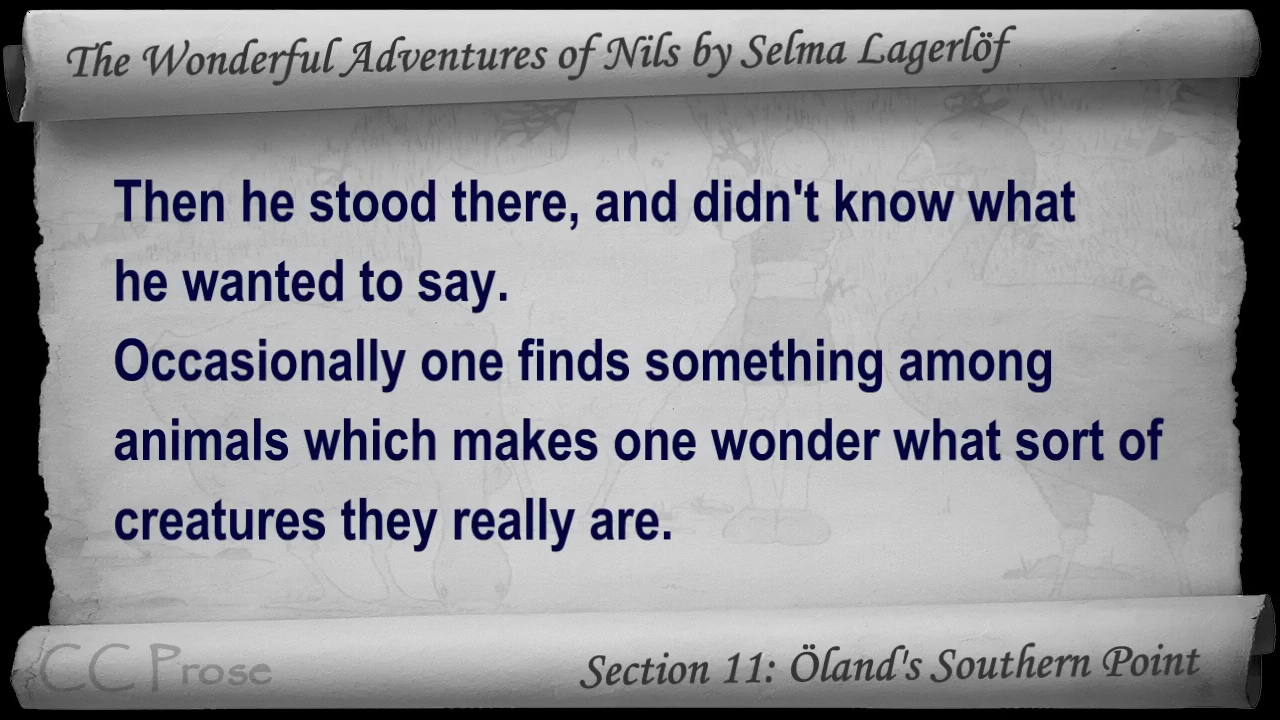 The Wonderful Adventures of Nils by Selma Lagerlöf
Then he stood there, and didn't know what
he wanted to say.
Occasionally one finds something among
animals which makes one wonder what sort of
creatures they really are.
CC Prose
Section 11: Öland's Southern Point